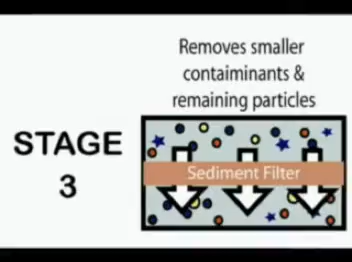 Removes smaller
contaiminants &
remaining particles
STAGE
3
Sediment Filter